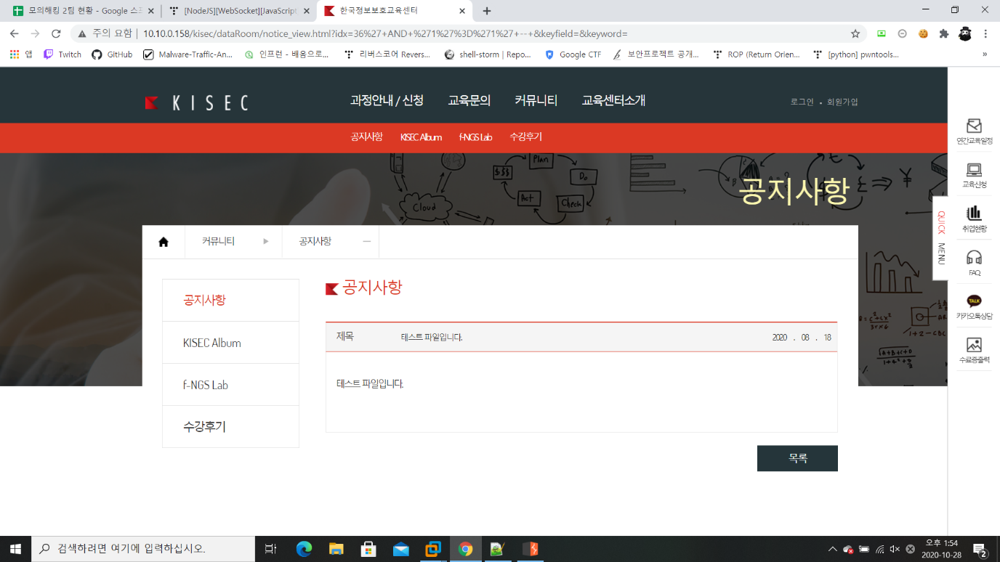 모의해킹 2팀 현황 - Google 스프
[NodeJS][WebSocket][JavaScript
한국정보보호교육센터
주의 요함 | 10.10.0.158/kisec/dataRoom/notice_view.html?idx=36%27+AND+%271%27%3D%271%27+--+&keyfield=&keyword=
앱 Twitch GitHub Malware-Traffic-An... 인프런 - 배움으로... 리버스코어 Revers... shell-storm | Repo... Google CTF 보안프로젝트 공개... ROP (Return Orien... [python] pwntools... »
KISEC
과정안내 / 신청 교육문의 커뮤니티 교육센터소개
로그인 • 회원가입
공지사항 KISEC Album f-NGS Lab 수강후기
공지사항
$$$ Plan Do Check Act
Cloud
커뮤니티 ▶ 공지사항
공지사항
KISEC Album
f-NGS Lab
수강후기
공지사항
제목 테스트 파일입니다. 2020 . 08 . 18
테스트 파일입니다.
목록
QUICK MENU
연간교육일정
교육신청
취업현황
FAQ
TALK
카카오톡상담
수료증출력
검색하려면 여기에 입력하십시오.
오후 1:54
2020-10-28
2